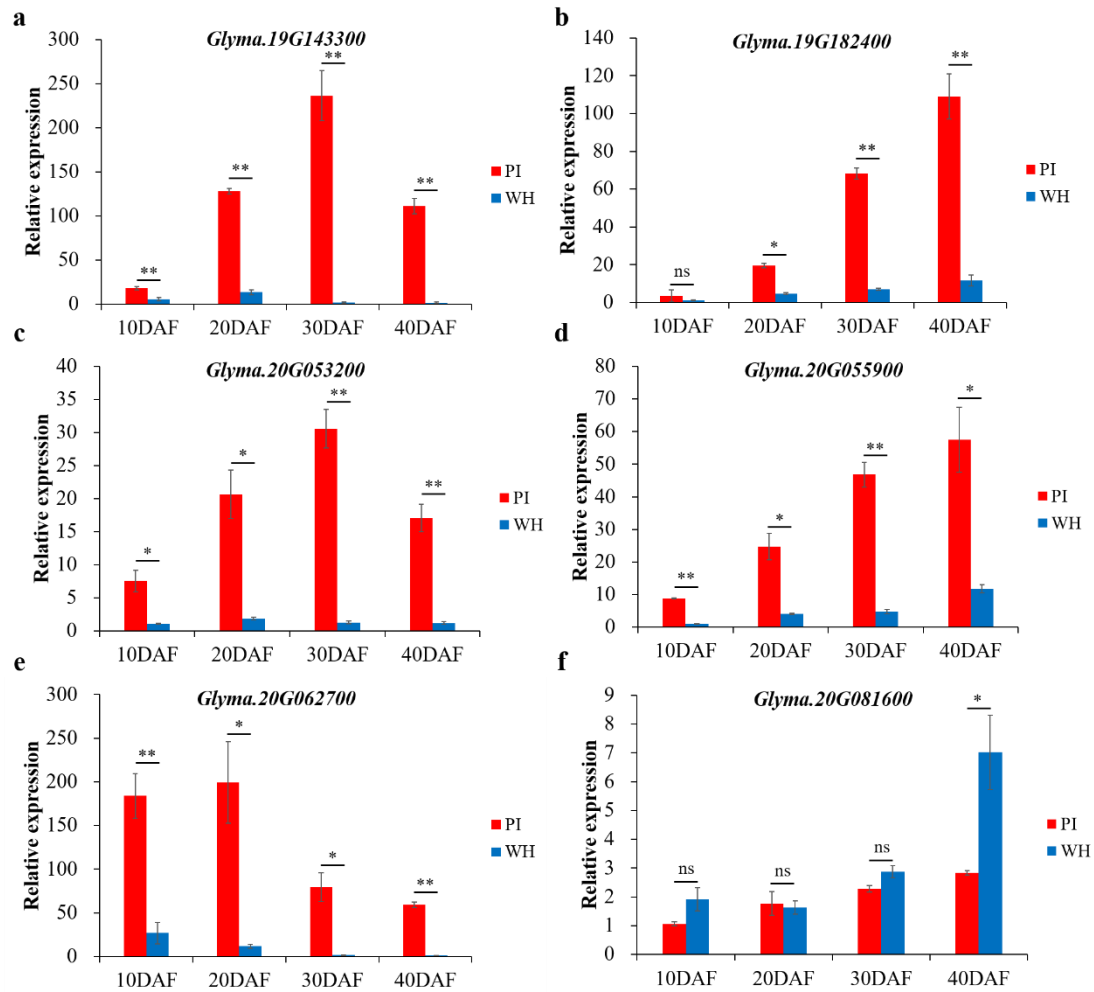 a
Glyma.19G143300
Relative expression
300
250
200
150
100
50
0
**
**
**
**
10DAF 20DAF 30DAF 40DAF
PI
WH
b
Glyma.19G182400
Relative expression
140
120
100
80
60
40
20
0
ns
*
**
**
10DAF 20DAF 30DAF 40DAF
PI
WH
c
Glyma.20G053200
Relative expression
40
35
30
25
20
15
10
5
0
*
*
**
**
10DAF 20DAF 30DAF 40DAF
PI
WH
d
Glyma.20G055900
Relative expression
80
70
60
50
40
30
20
10
0
**
*
**
*
10DAF 20DAF 30DAF 40DAF
PI
WH
e
Glyma.20G062700
Relative expression
300
250
200
150
100
50
0
**
*
*
**
10DAF 20DAF 30DAF 40DAF
PI
WH
f
Glyma.20G081600
Relative expression
9
8
7
6
5
4
3
2
1
0
ns
ns
ns
*
10DAF 20DAF 30DAF 40DAF
PI
WH